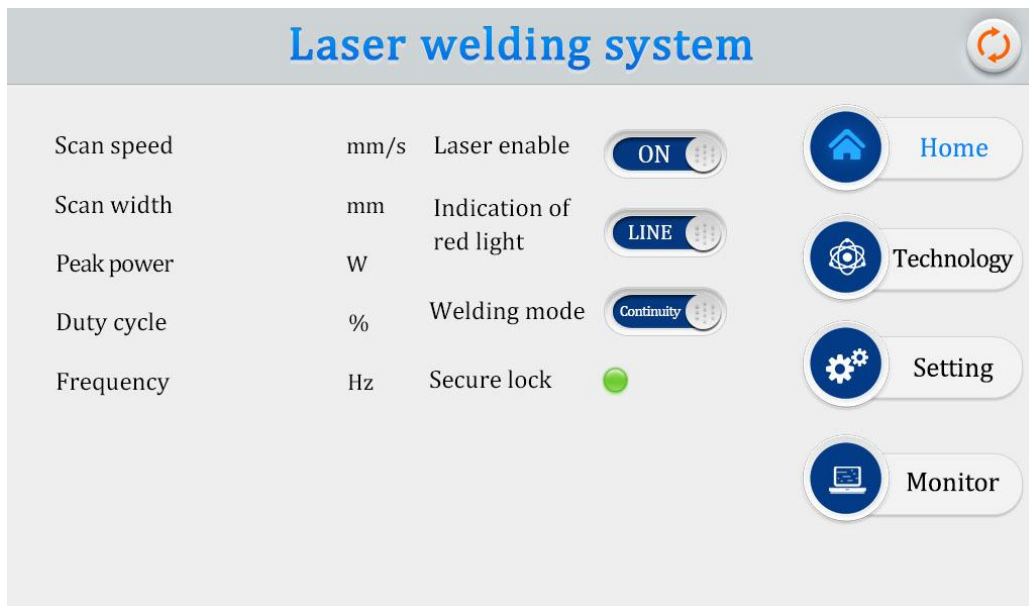 Laser welding system
Scan speed mm/s Laser enable ON
Home
Scan width mm Indication of
red light LINE
Peak power W
Technology
Duty cycle % Welding mode Continuity
Setting
Frequency Hz Secure lock
Monitor